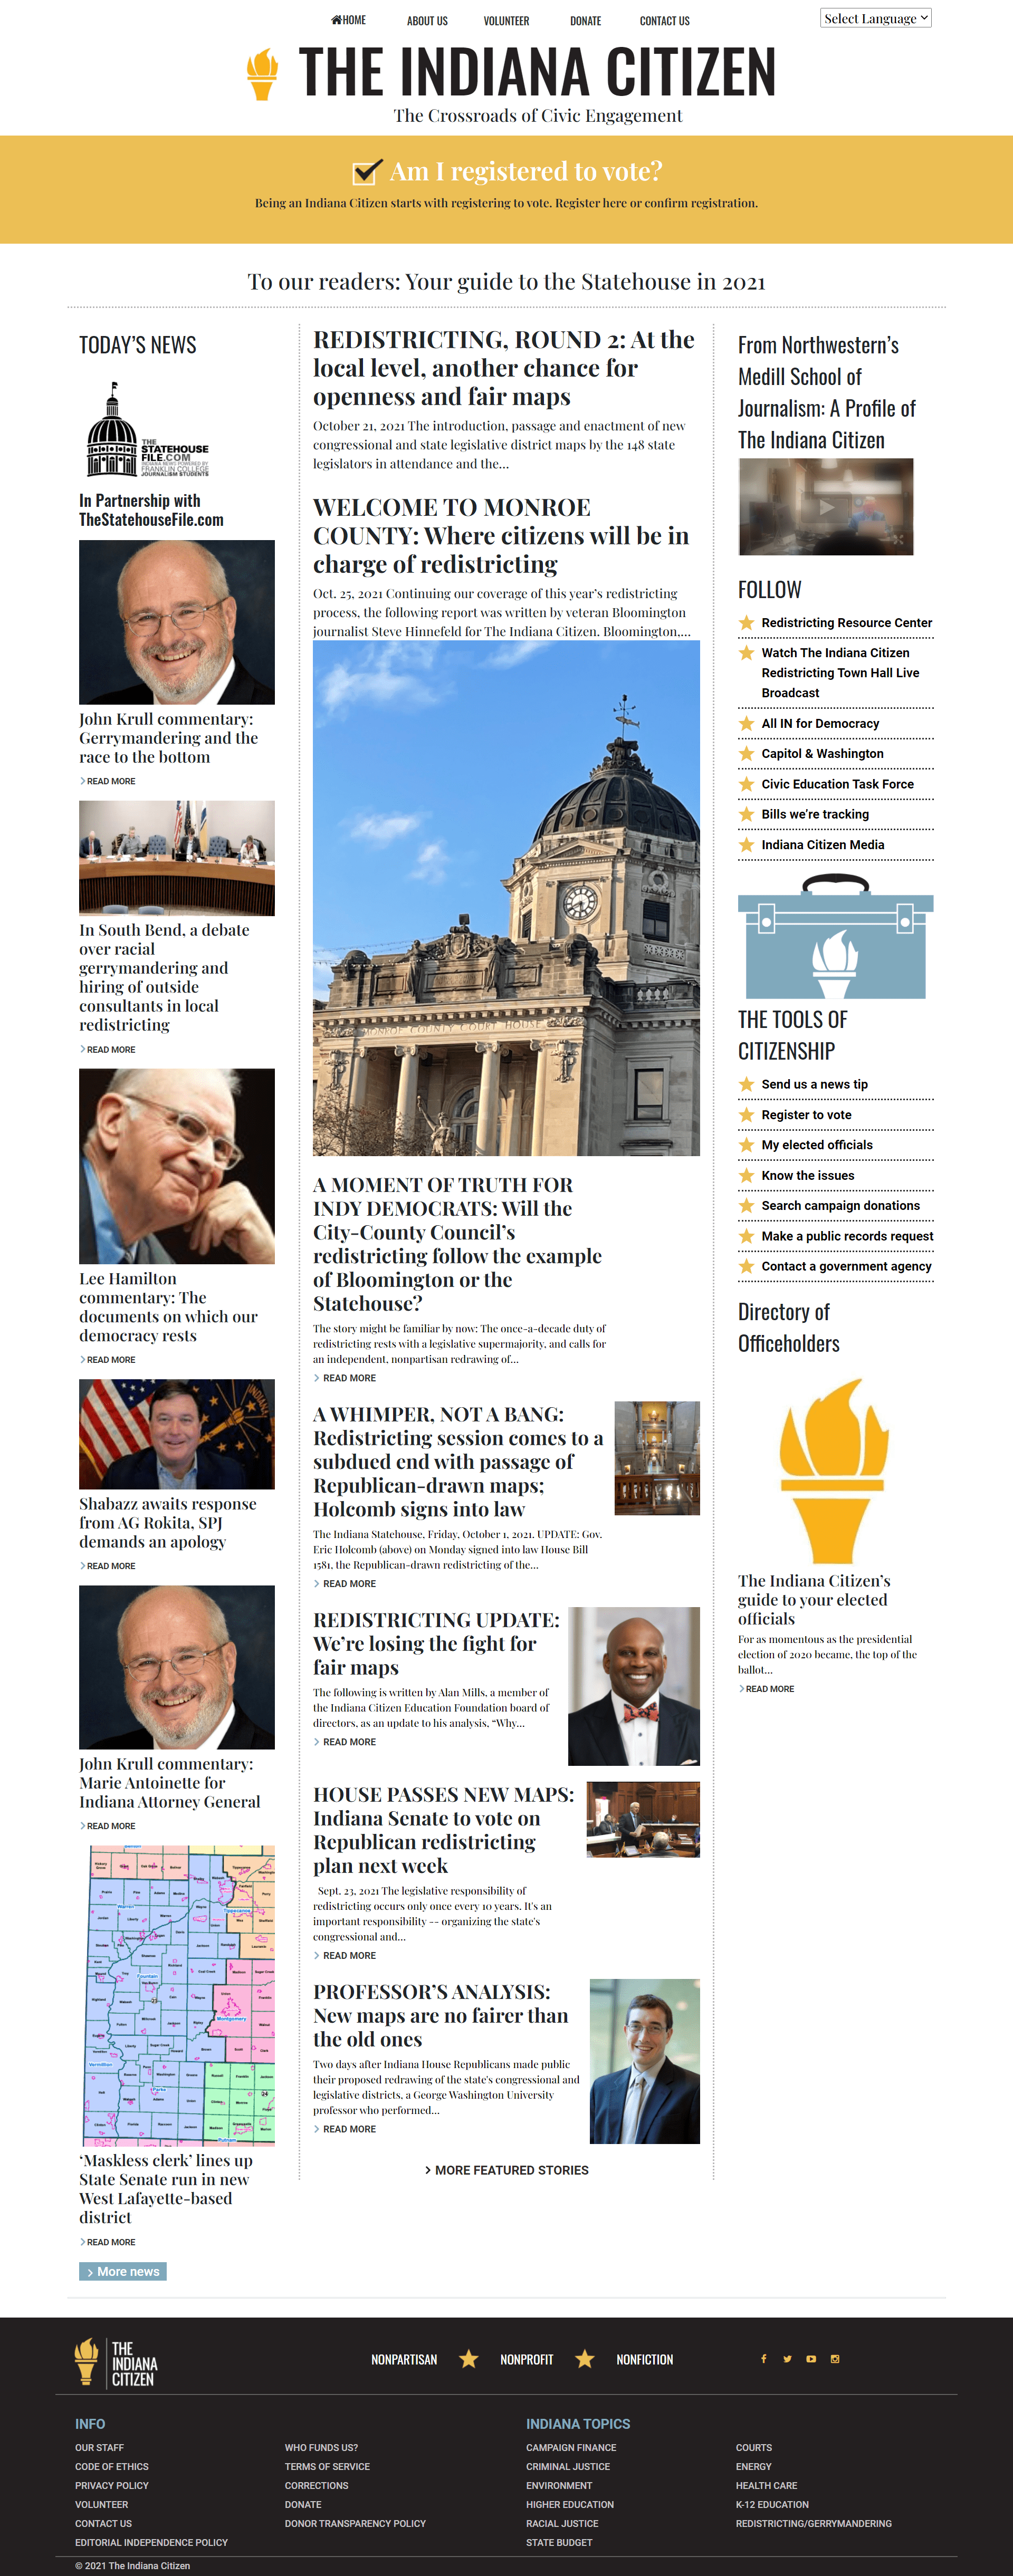 HOME
ABOUT US
VOLUNTEER
DONATE
CONTACT US
Select Language
THE INDIANA CITIZEN
The Crossroads of Civic Engagement
Am I registered to vote?
Being an Indiana Citizen starts with registering to vote. Register here or confirm registration.
To our readers: Your guide to the Statehouse in 2021
TODAY'S NEWS
THE
STATEHOUSE
FILE.COM
INDIANA NEWS POWERED BY
FRANKLIN COLLEGE
JOURNALISM STUDENTS
In Partnership with
TheStatehouseFile.com
John Krull commentary:
Gerrymandering and the
race to the bottom
READ MORE
In South Bend, a debate
over racial
gerrymandering and
hiring of outside
consultants in local
redistricting
READ MORE
Lee Hamilton
commentary: The
documents on which our
democracy rests
READ MORE
Shabazz awaits response
from AG Rokita, SPJ
demands an apology
READ MORE
John Krull commentary:
Marie Antoinette for
Indiana Attorney General
READ MORE
Warren
Tippecanoe
Fountain
Montgomery
Vermillion
Parke
Putnam
'Maskless clerk' lines up
State Senate run in new
West Lafayette-based
district
READ MORE
More news
REDISTRICTING, ROUND 2: At the
local level, another chance for
openness and fair maps
October 21, 2021 The introduction, passage and enactment of new
congressional and state legislative district maps by the 148 state
legislators in attendance and the...
WELCOME TO MONROE
COUNTY: Where citizens will be in
charge of redistricting
Oct. 25, 2021 Continuing our coverage of this year's redistricting
process, the following report was written by veteran Bloomington
journalist Steve Hinnefeld for The Indiana Citizen. Bloomington,...
MONROE COUNTY COURT HOUSE
A MOMENT OF TRUTH FOR
INDY DEMOCRATS: Will the
City-County Council's
redistricting follow the example
of Bloomington or the
Statehouse?
The story might be familiar by now: The once-a-decade duty of
redistricting rests with a legislative supermajority, and calls for
an independent, nonpartisan redrawing of...
READ MORE
A WHIMPER, NOT A BANG:
Redistricting session comes to a
subdued end with passage of
Republican-drawn maps;
Holcomb signs into law
The Indiana Statehouse, Friday, October 1, 2021. UPDATE: Gov.
Eric Holcomb (above) on Monday signed into law House Bill
1581, the Republican-drawn redistricting of the...
READ MORE
REDISTRICTING UPDATE:
We're losing the fight for
fair maps
The following is written by Alan Mills, a member of
the Indiana Citizen Education Foundation board of
directors, as an update to his analysis, "Why...
READ MORE
HOUSE PASSES NEW MAPS:
Indiana Senate to vote on
Republican redistricting
plan next week
Sept. 23, 2021 The legislative responsibility of
redistricting occurs only once every 10 years. It's an
important responsibility -- organizing the state's
congressional and...
READ MORE
PROFESSOR'S ANALYSIS:
New maps are no fairer than
the old ones
Two days after Indiana House Republicans made public
their proposed redrawing of the state's congressional and
legislative districts, a George Washington University
professor who performed...
READ MORE
MORE FEATURED STORIES
From Northwestern's
Medill School of
Journalism: A Profile of
The Indiana Citizen
FOLLOW
Redistricting Resource Center
Watch The Indiana Citizen
Redistricting Town Hall Live
Broadcast
All IN for Democracy
Capitol & Washington
Civic Education Task Force
Bills we're tracking
Indiana Citizen Media
THE TOOLS OF
CITIZENSHIP
Send us a news tip
Register to vote
My elected officials
Know the issues
Search campaign donations
Make a public records request
Contact a government agency
Directory of
Officeholders
The Indiana Citizen's
guide to your elected
officials
For as momentous as the presidential
election of 2020 became, the top of the
ballot...
READ MORE
THE
INDIANA
CITIZEN
NONPARTISAN
NONPROFIT
NONFICTION
INFO
OUR STAFF
CODE OF ETHICS
PRIVACY POLICY
VOLUNTEER
CONTACT US
EDITORIAL INDEPENDENCE POLICY
WHO FUNDS US?
TERMS OF SERVICE
CORRECTIONS
DONATE
DONOR TRANSPARENCY POLICY
INDIANA TOPICS
CAMPAIGN FINANCE
CRIMINAL JUSTICE
ENVIRONMENT
HIGHER EDUCATION
RACIAL JUSTICE
STATE BUDGET
COURTS
ENERGY
HEALTH CARE
K-12 EDUCATION
REDISTRICTING/GERRYMANDERING
© 2021 The Indiana Citizen